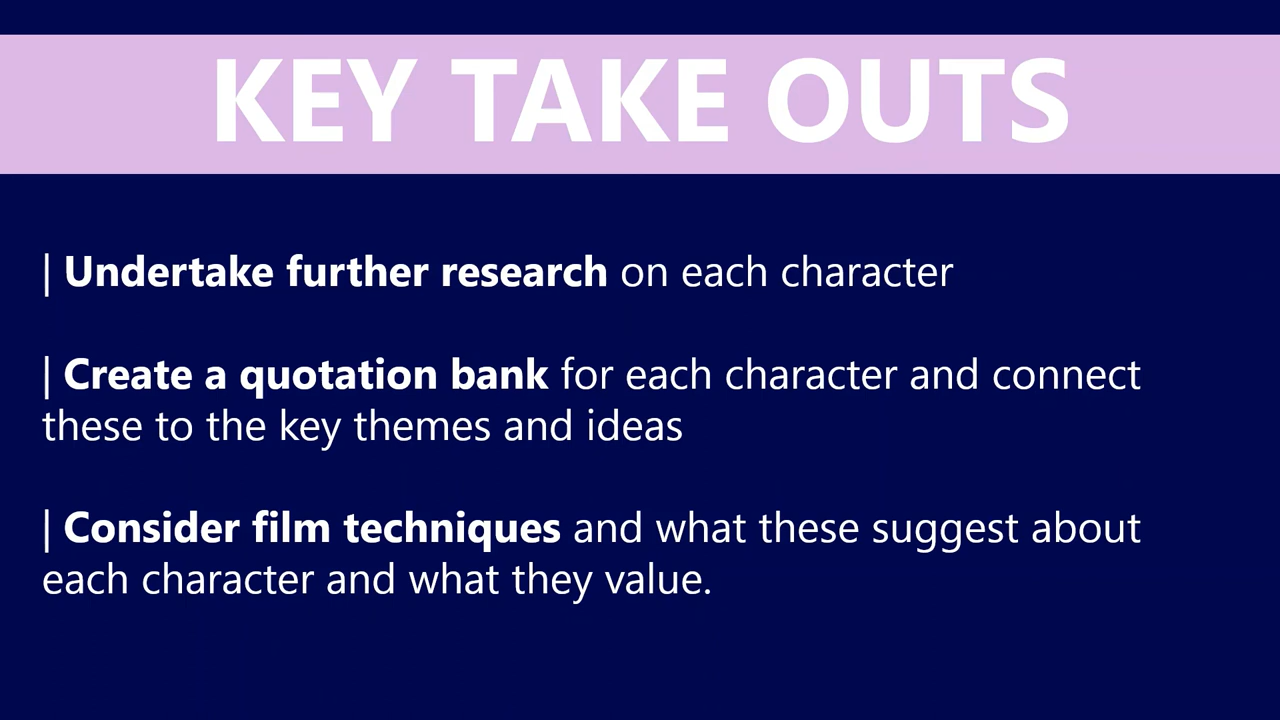 KEY TAKE OUTS
| Undertake further research on each character
| Create a quotation bank for each character and connect
these to the key themes and ideas
| Consider film techniques and what these suggest about
each character and what they value.